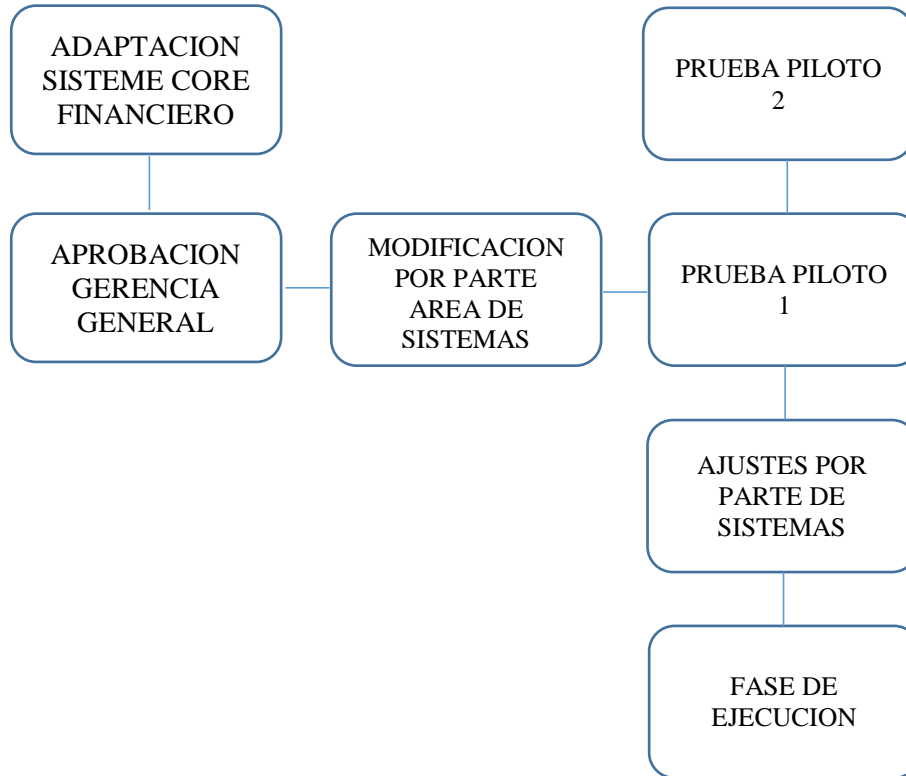 ADAPTACION
SISTEME CORE
FINANCIERO
PRUEBA PILOTO
2
APROBACION
GERENCIA
GENERAL
MODIFICACION
POR PARTE
AREA DE
SISTEMAS
PRUEBA PILOTO
1
AJUSTES POR
PARTE DE
SISTEMAS
FASE DE
EJECUCION